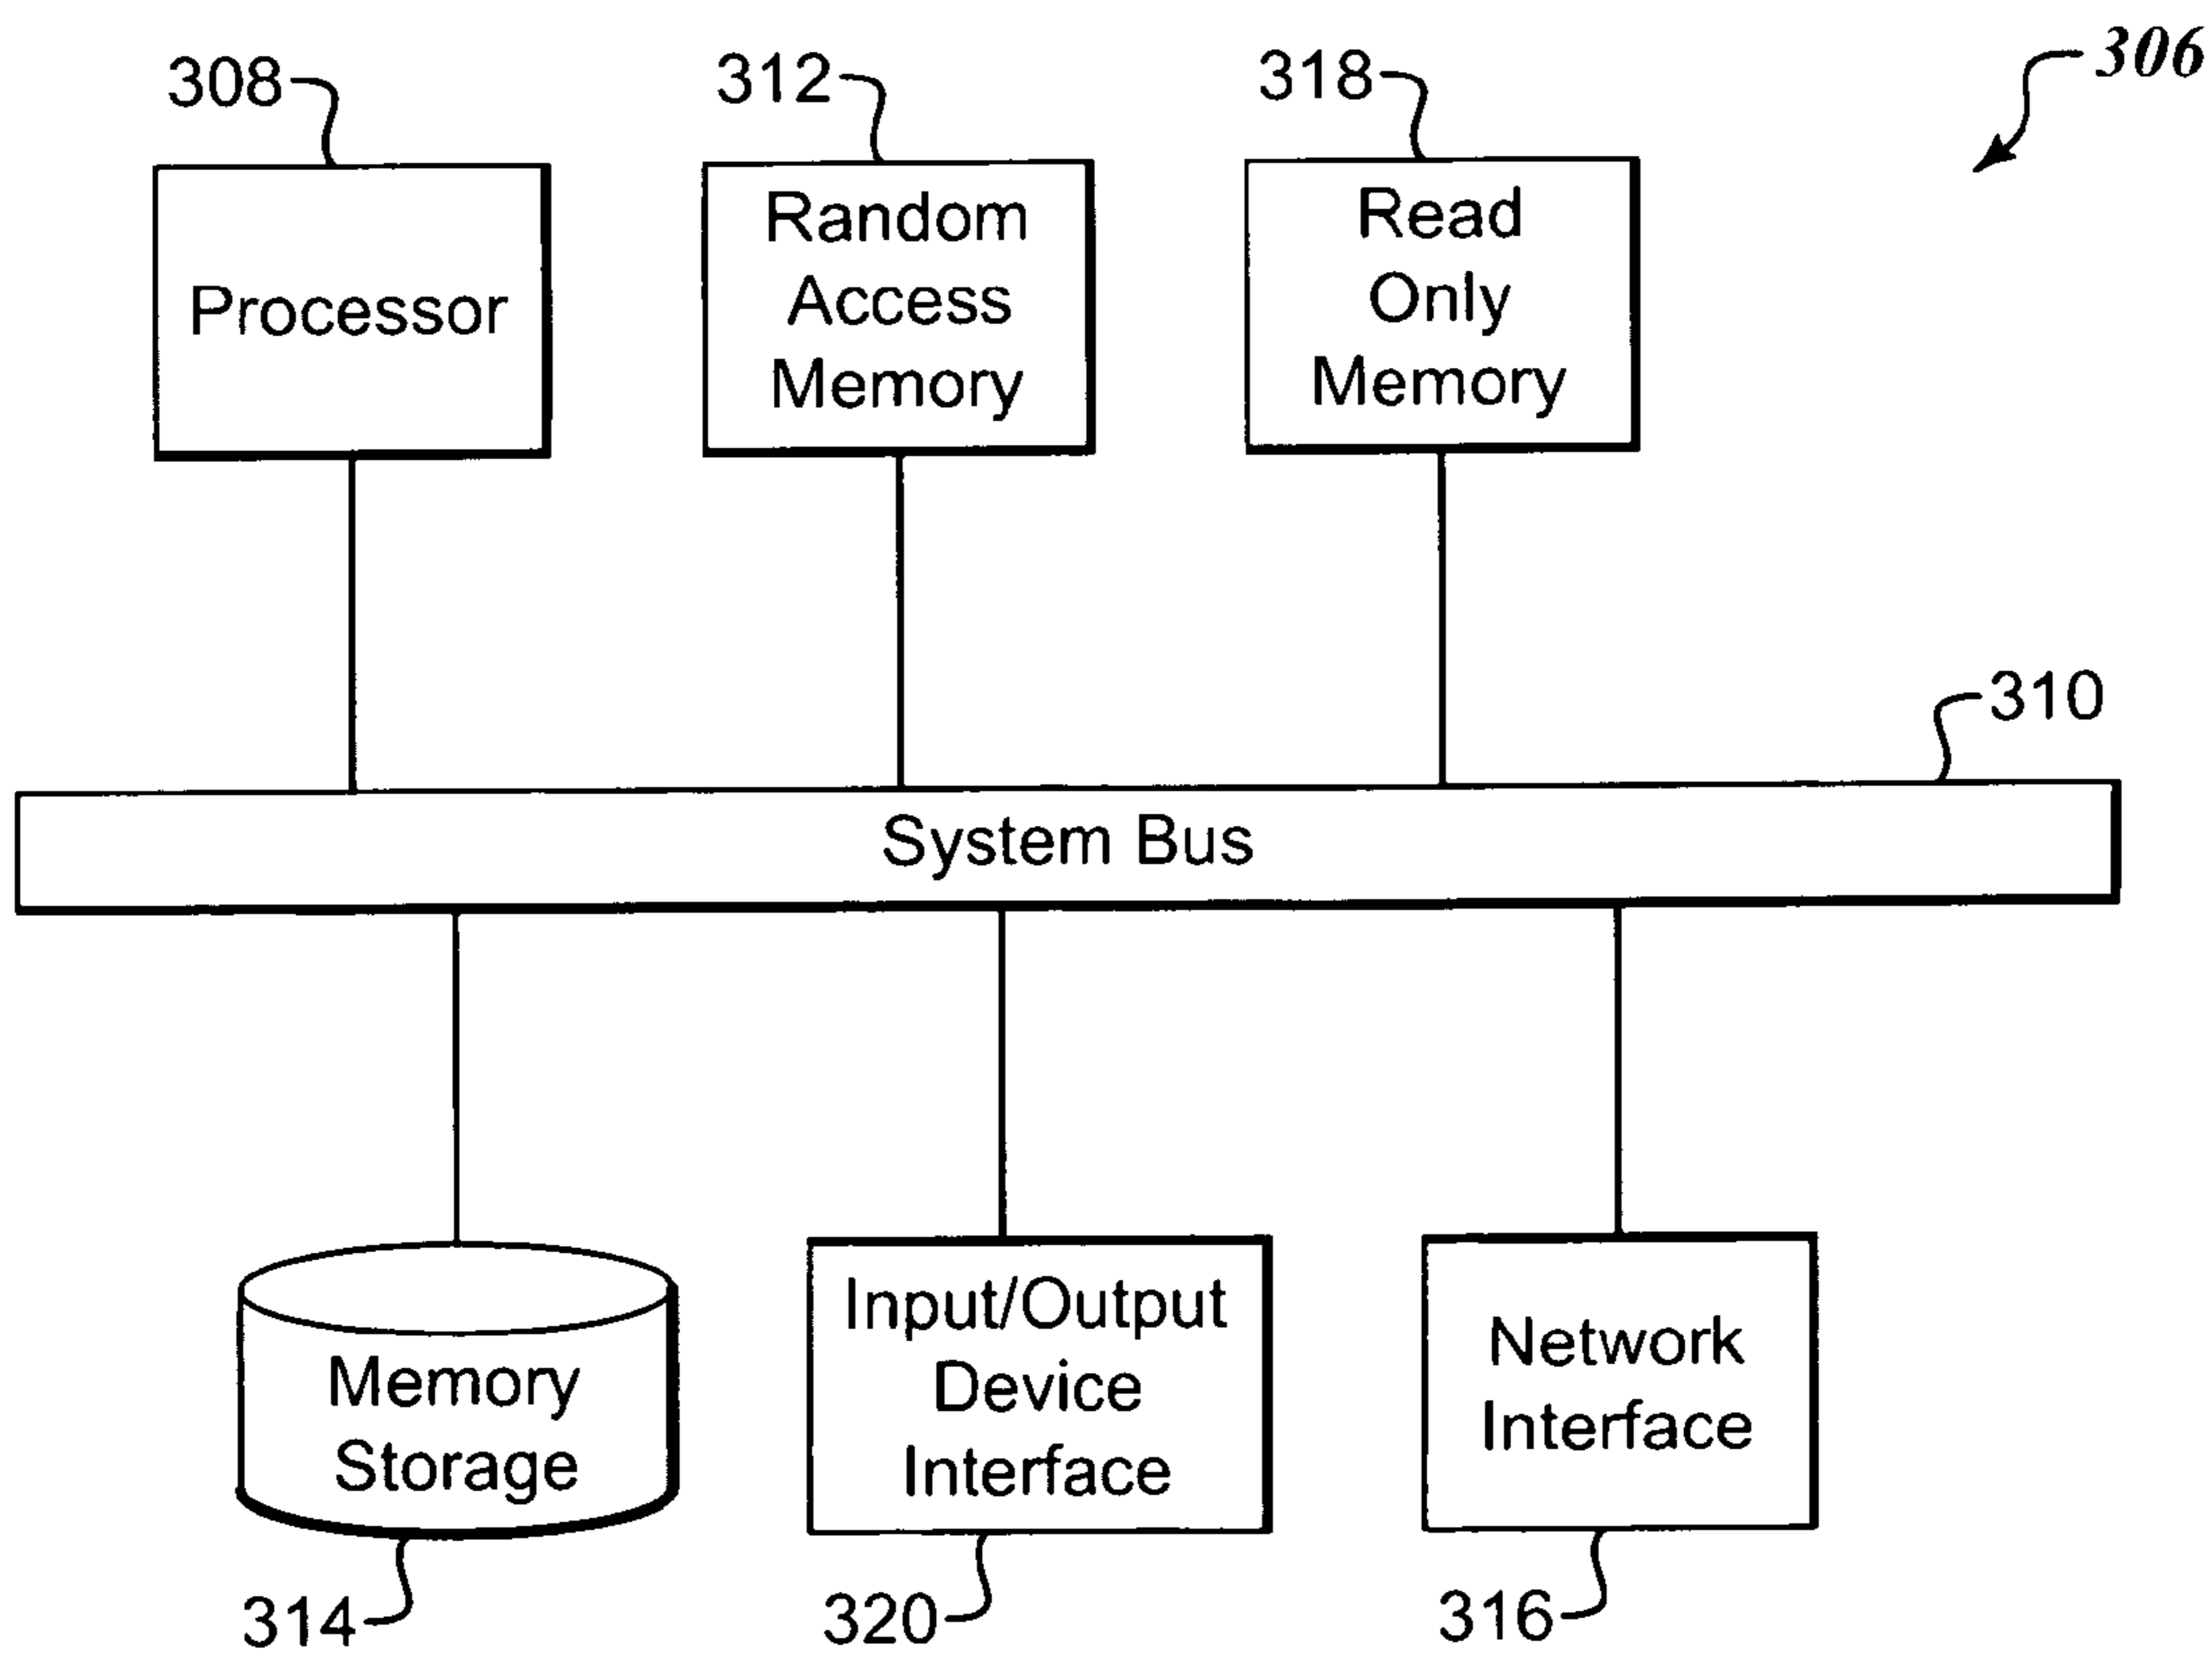 308
312
318
306
Processor
Random
Access
Memory
Read
Only
Memory
310
System Bus
Memory
Storage
Input/Output
Device
Interface
Network
Interface
314
320
316